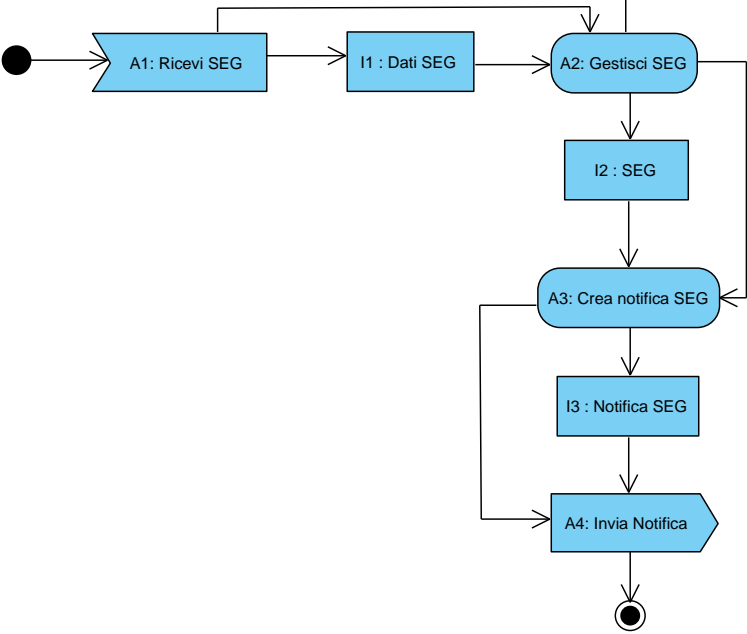 A1: Ricevi SEG
I1 : Dati SEG
A2: Gestisci SEG
I2 : SEG
A3: Crea notifica SEG
I3 : Notifica SEG
A4: Invia Notifica